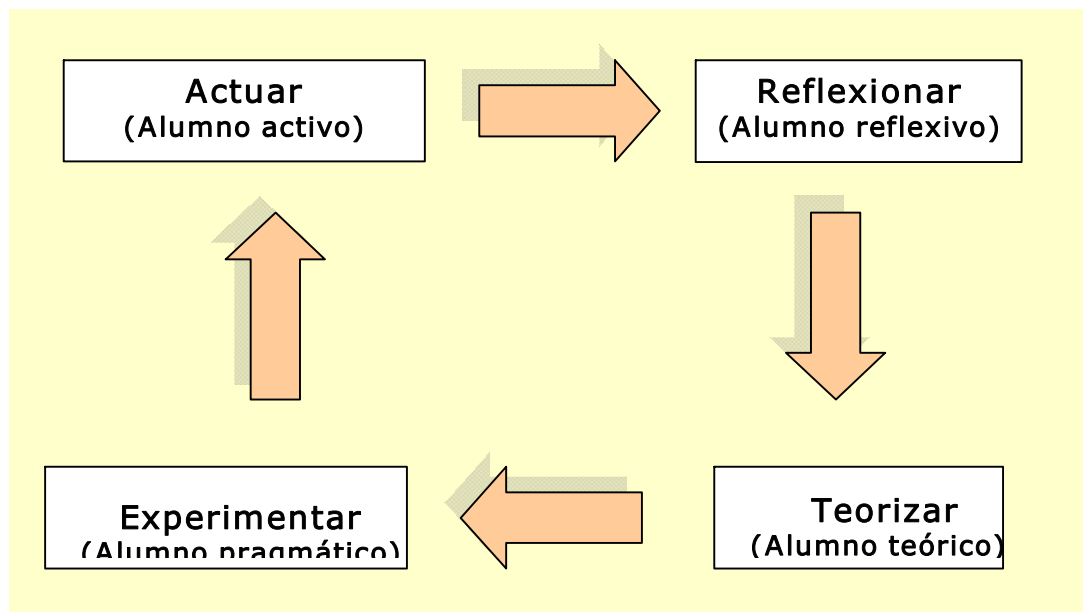 Actuar
(Alumno activo)
Reflexionar
(Alumno reflexivo)
Experimentar
(Alumno pragmático)
Teorizar
(Alumno teórico)